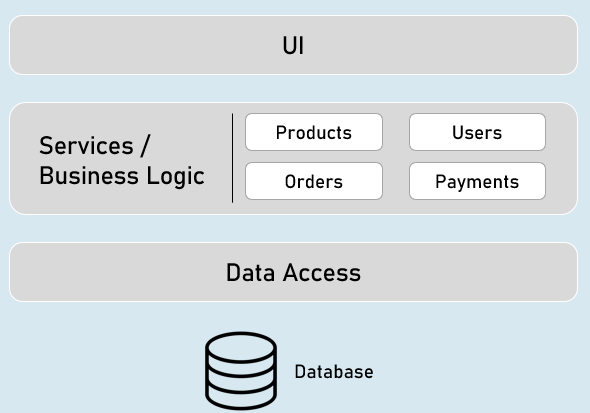 UI
Services /
Business Logic
Products
Users
Orders
Payments
Data Access
Database